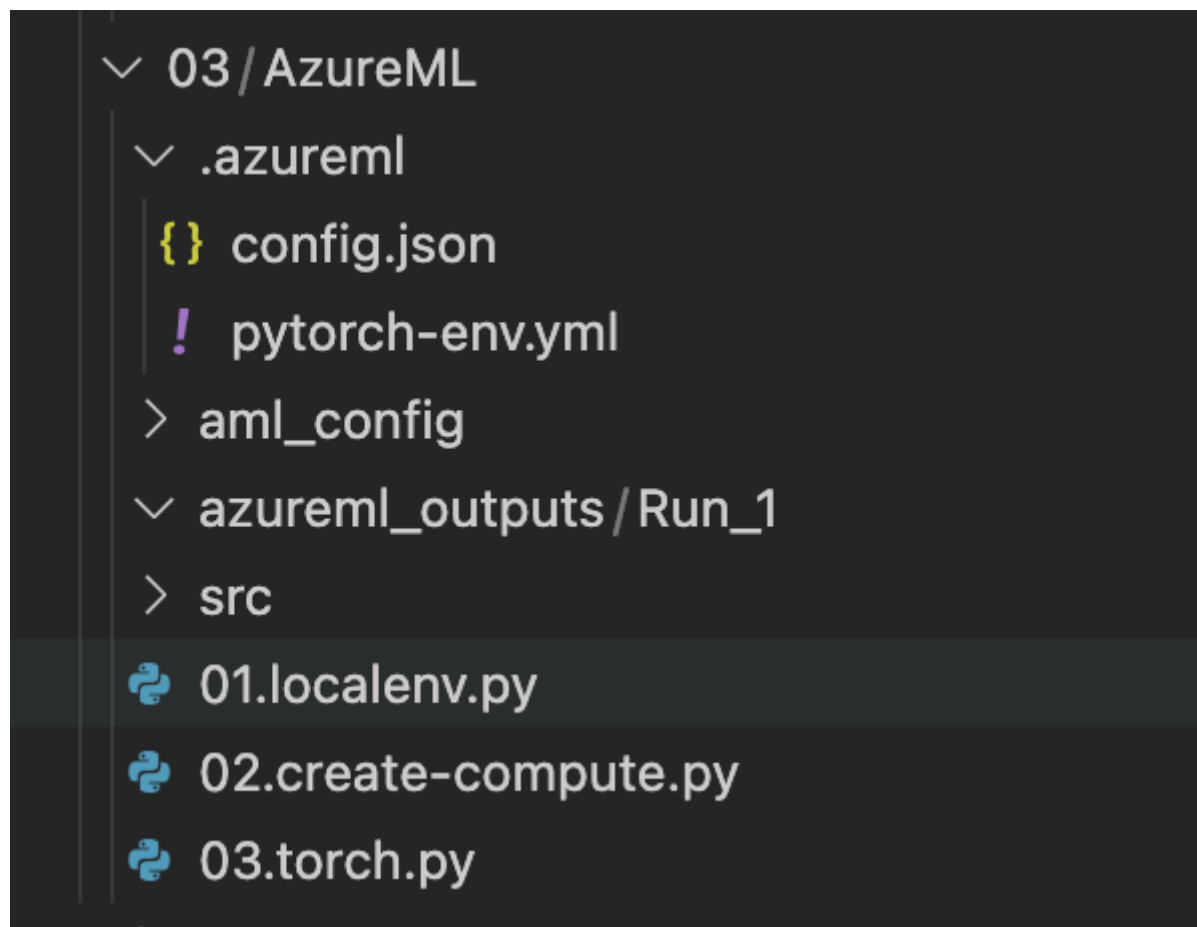 03/AzureML
.azureml
{} config.json
! pytorch-env.yml
aml_config
azureml_outputs/Run_1
src
01.localenv.py
02.create-compute.py
03.torch.py